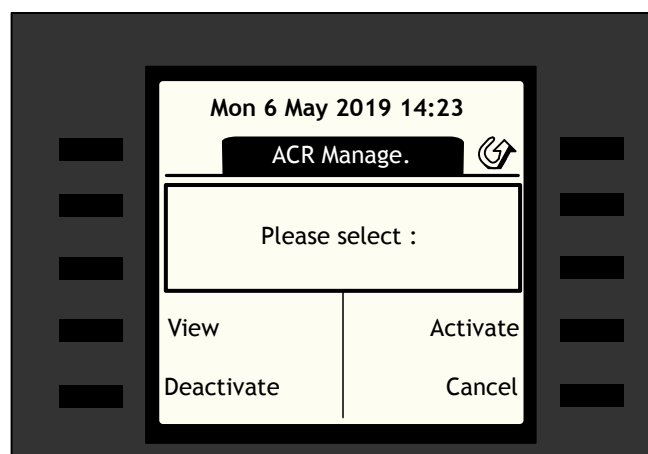 Mon 6 May 2019 14:23
ACR Manage.
Please select :
View Activate
Deactivate Cancel